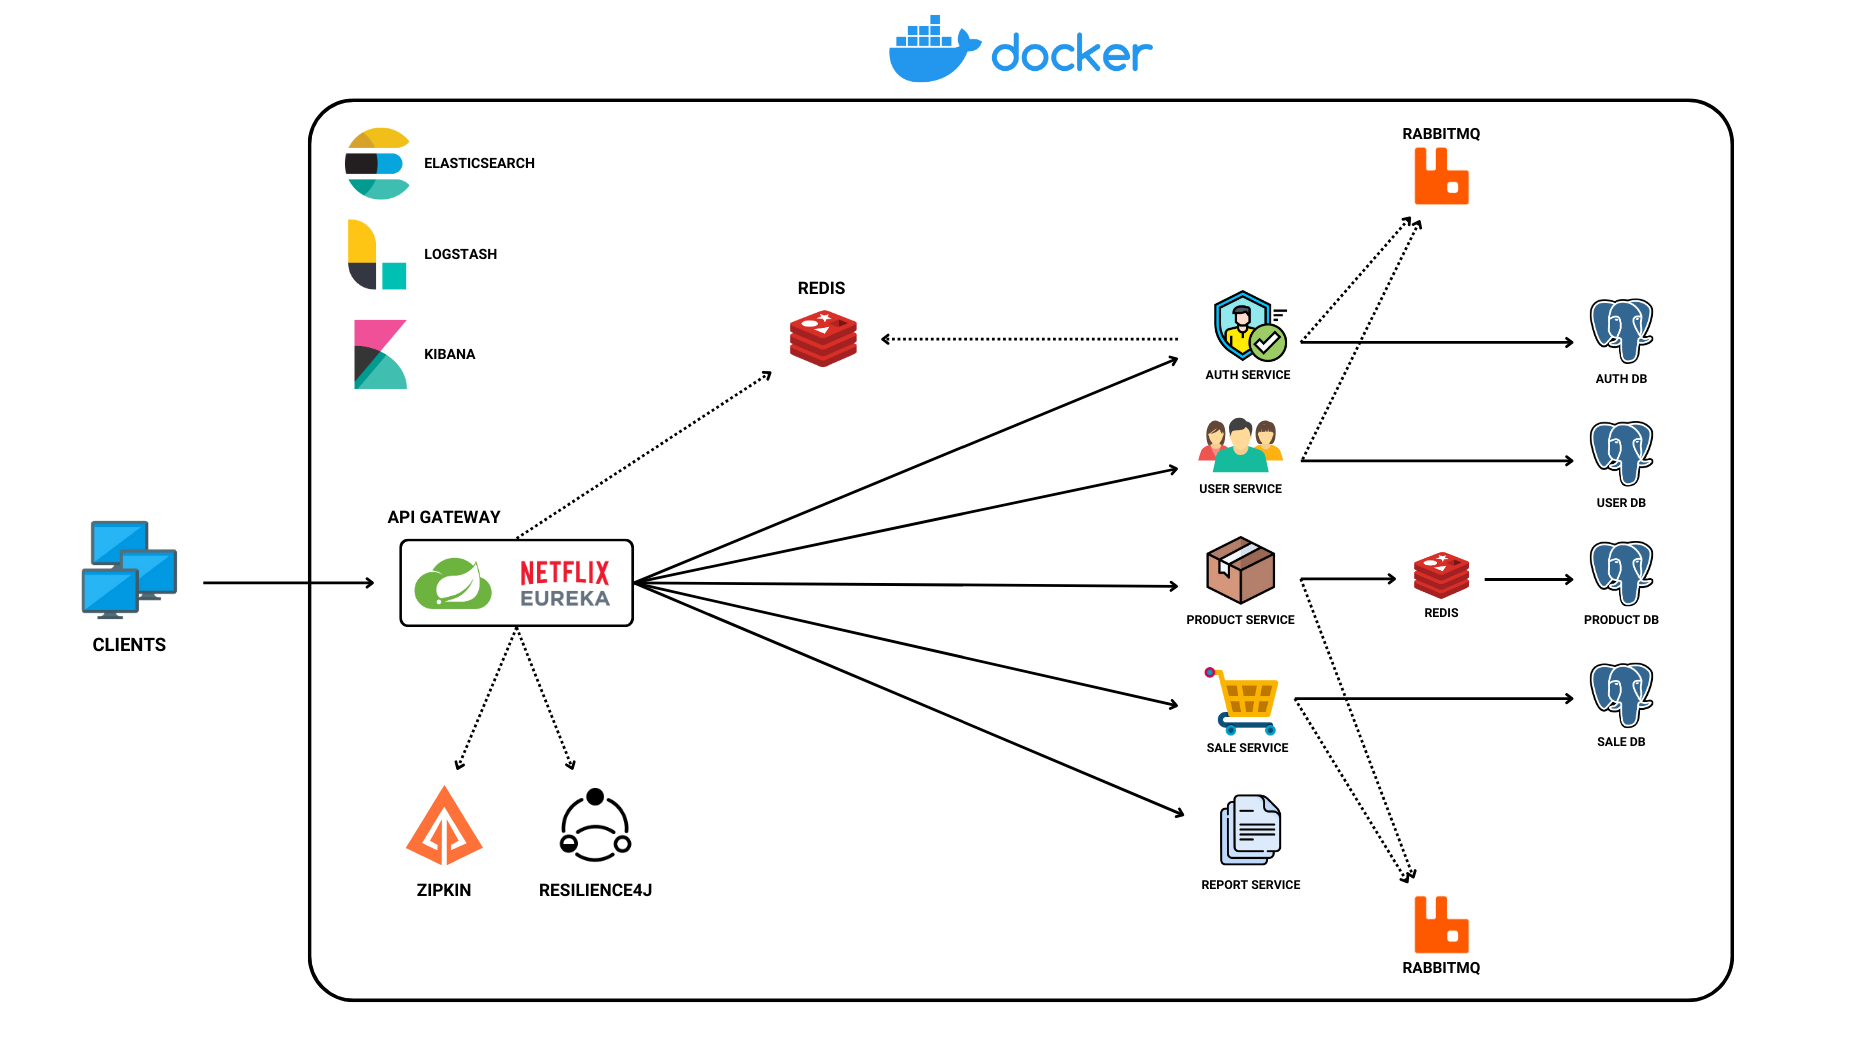 docker
ELASTICSEARCH
LOGSTASH
KIBANA
REDIS
RABBITMQ
AUTH SERVICE
AUTH DB
USER SERVICE
USER DB
API GATEWAY
NETFLIX
EUREKA
CLIENTS
PRODUCT SERVICE
REDIS
PRODUCT DB
SALE SERVICE
SALE DB
REPORT SERVICE
ZIPKIN
RESILIENCE4J
RABBITMQ